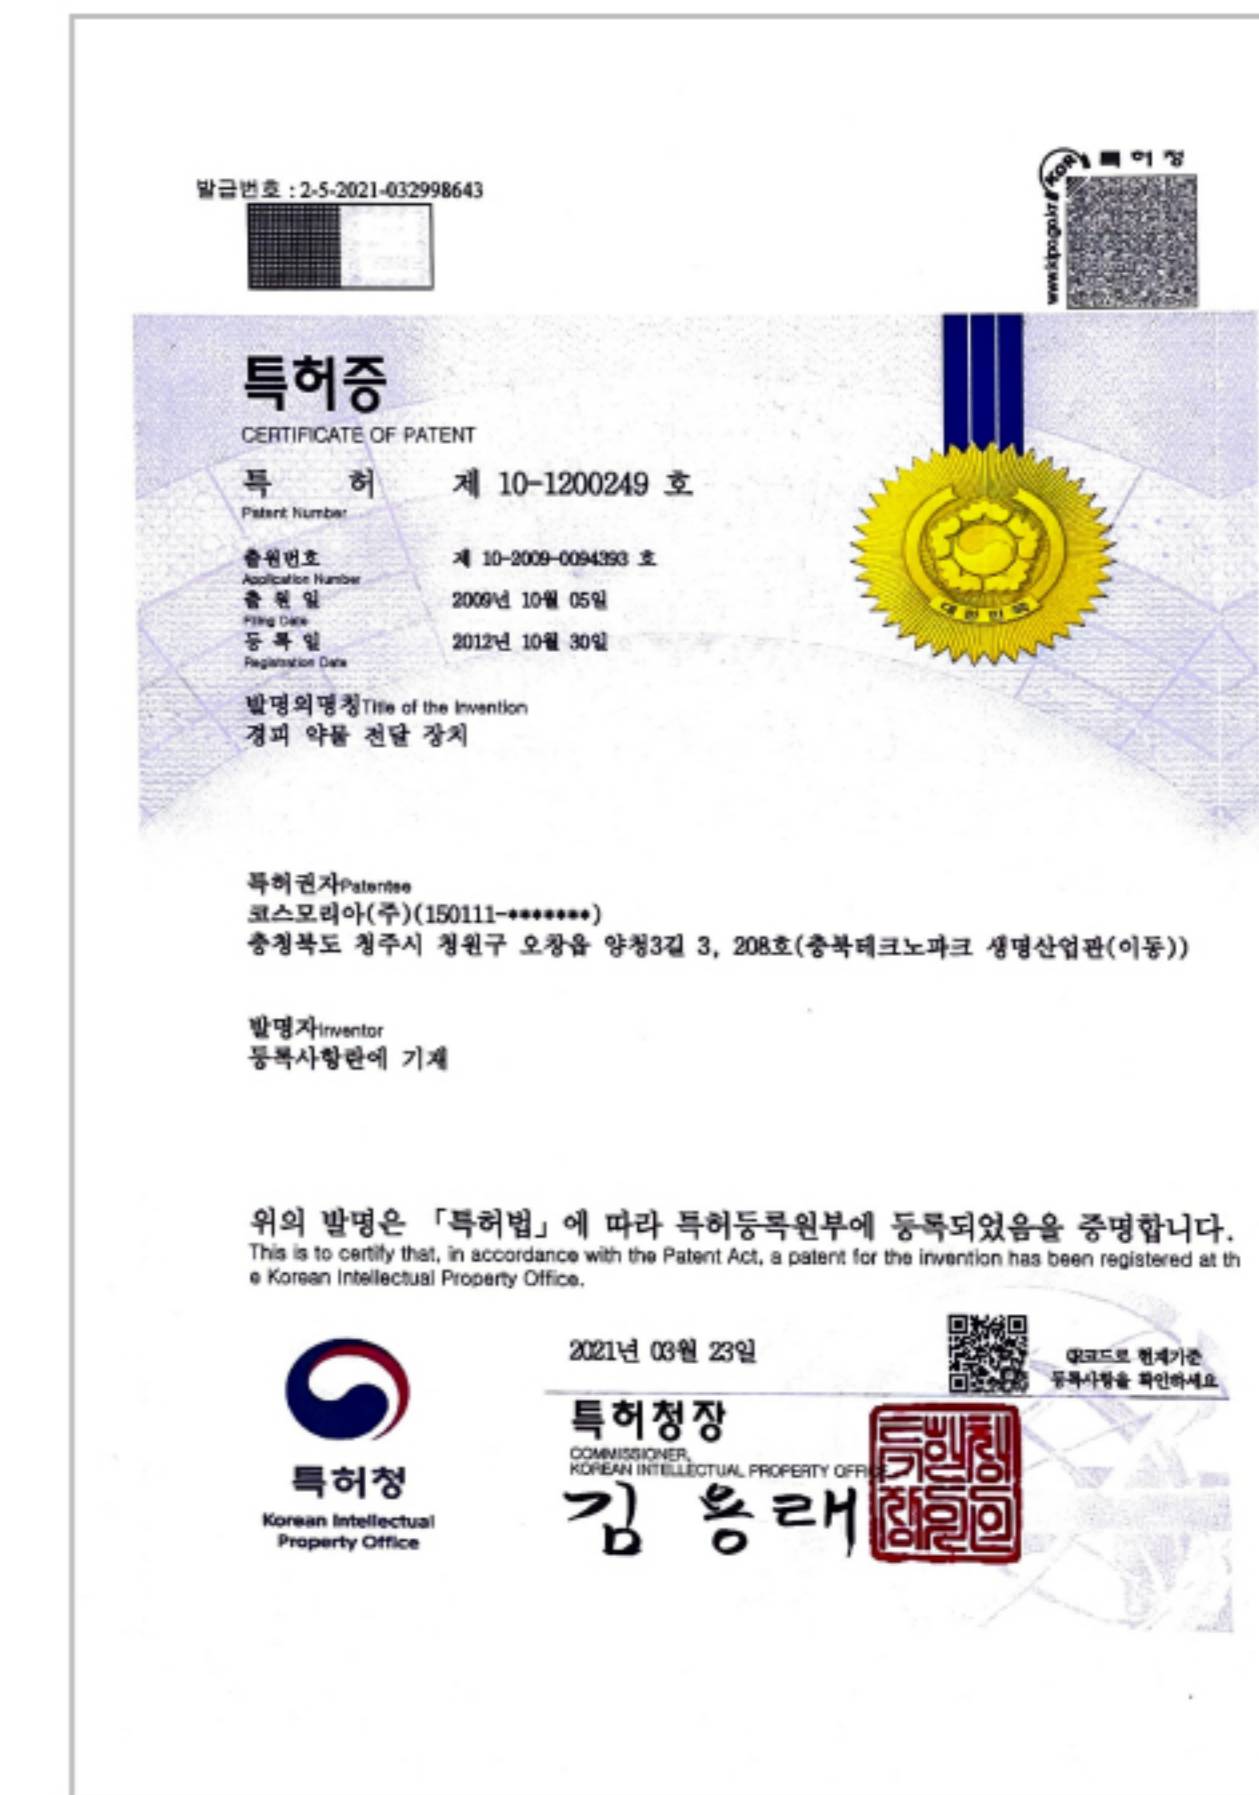 발급번호 : 2-5-2021-032998643
특허청
KOR
www.kipo.go.kr
특허증
CERTIFICATE OF PATENT
특 허 제 10-1200249 호
Patent Number
출원번호 제 10-2009-0094393 호
Application Number
출 원 일 2009년 10월 05일
Filing Date
등 록 일 2012년 10월 30일
Registration Date
발명의명칭Title of the Invention
경피 약물 전달 장치
대한민국
특허권자Patentee
코스모리아(주)(150111-*******)
충청북도 청주시 청원구 오창읍 양청3길 3, 208호(충북테크노파크 생명산업관(이동))
발명자Inventor
등록사항란에 기재
위의 발명은 「특허법」에 따라 특허등록원부에 등록되었음을 증명합니다.
This is to certify that, in accordance with the Patent Act, a patent for the invention has been registered at th
e Korean Intellectual Property Office.
2021년 03월 23일
QR코드로 현재기준
등록사항을 확인하세요
특허청장
COMMISSIONER,
KOREAN INTELLECTUAL PROPERTY OFFICE
김용래
특허청
Korean Intellectual
Property Office